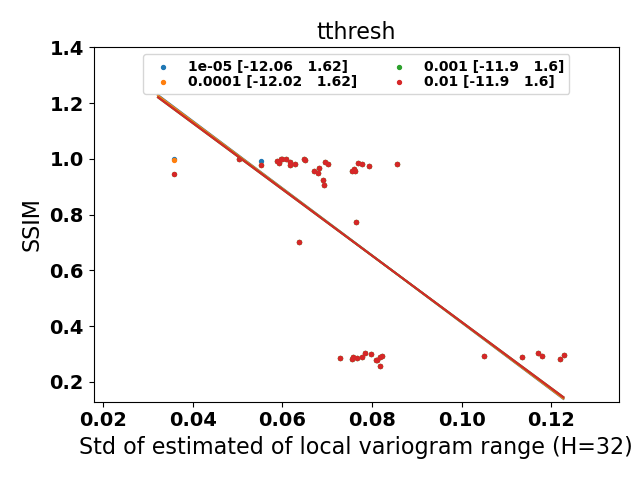 tthresh
1e-05 [-12.06   1.62]
0.0001 [-12.02   1.62]
0.001 [-11.9   1.6]
0.01 [-11.9   1.6]
1.4
1.2
1.0
0.8
0.6
0.4
0.2
SSIM
0.02 0.04 0.06 0.08 0.10 0.12
Std of estimated of local variogram range (H=32)